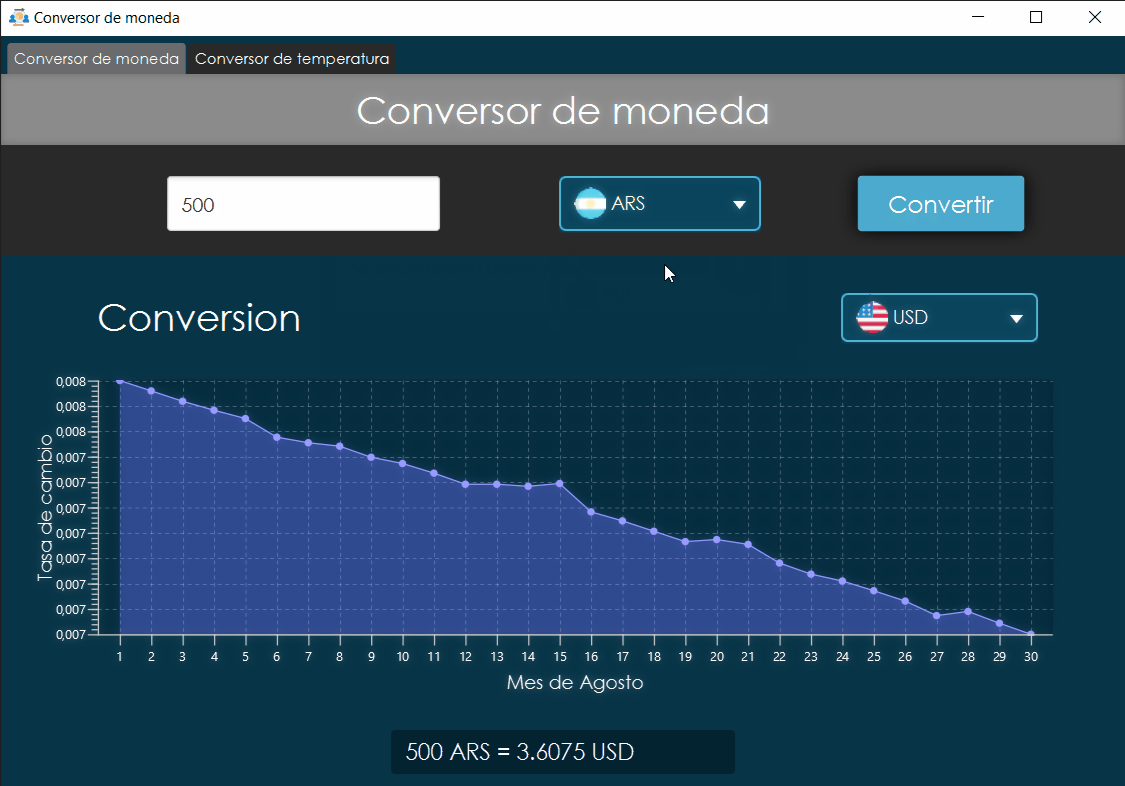 Conversor de moneda
Conversor de moneda Conversor de temperatura
Conversor de moneda
500 ARS Convertir
Conversion USD
0,008
0,008
0,008
0,007
0,007
0,007
0,007
0,007
0,007
0,007
0,007
Tasa de cambio
1 2 3 4 5 6 7 8 9 10 11 12 13 14 15 16 17 18 19 20 21 22 23 24 25 26 27 28 29 30
Mes de Agosto
500 ARS = 3.6075 USD